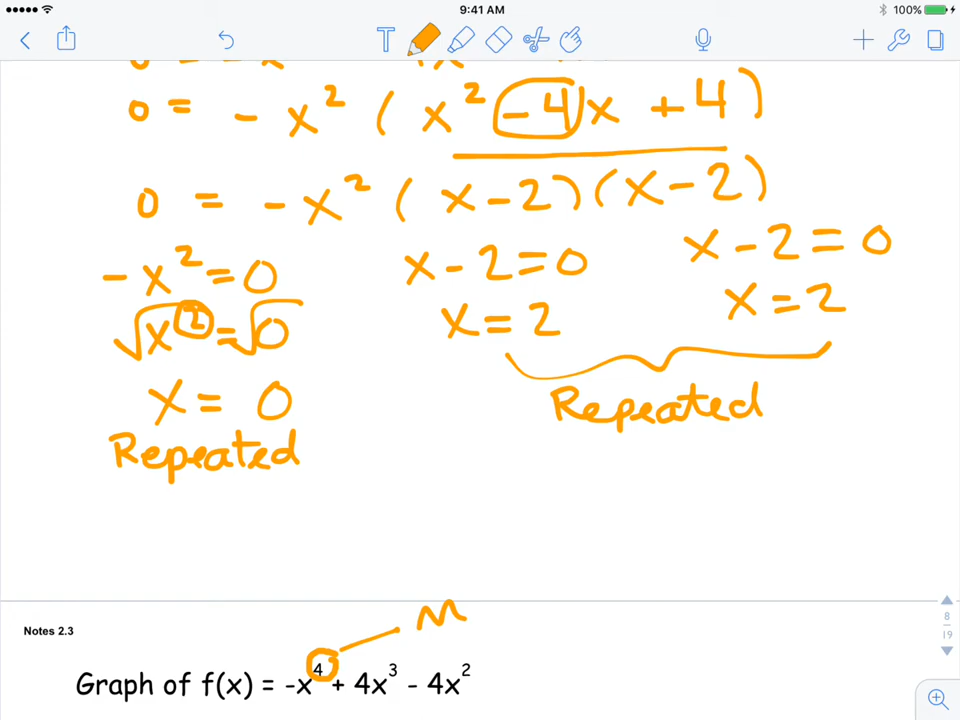 9:41 AM
100%
T
0 = - x² ( x² - 4x + 4 )
0 = - x² ( x - 2 ) ( x - 2 )
- x² = 0
x - 2 = 0
x - 2 = 0
√x² = √0
x = 2
x = 2
x = 0
Repeated
Repeated
8
19
Notes 2.3
M
Graph of f(x) = -x⁴ + 4x³ - 4x²